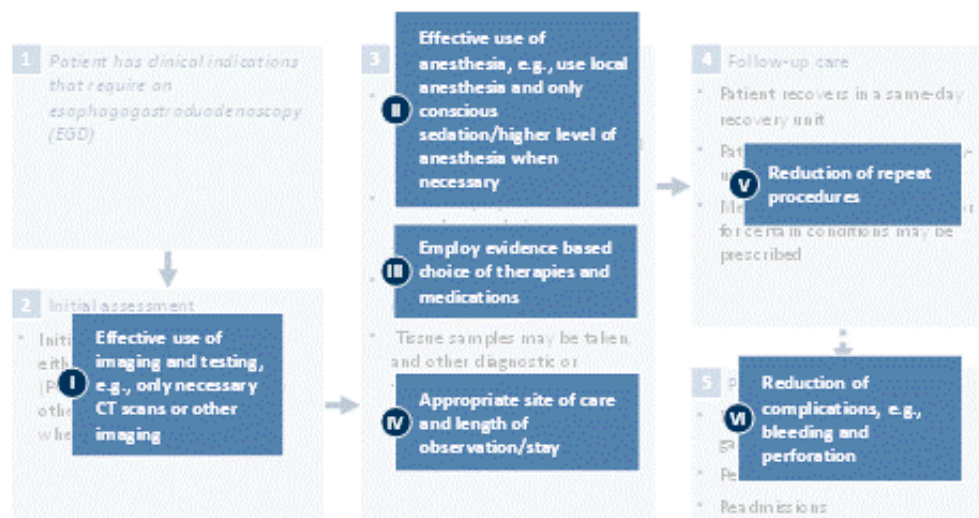 1 Patient has clinical indications
that require an
esophagogastroduodenoscopy
(EGD)
2 Initial assessment
Effective use of
imaging and testing,
e.g., only necessary
CT scans or other
imaging
I
3
Effective use of
anesthesia, e.g., use local
anesthesia and only
conscious
sedation/higher level of
anesthesia when
necessary
II
Employ evidence based
choice of therapies and
medications
III
• Tissue samples may be taken,
and other diagnostic or
Appropriate site of care
and length of
observation/stay
IV
4 Follow-up care
• Patient recovers in a same-day
recovery unit
Reduction of repeat
procedures
V
for certain conditions may be
prescribed
5
Reduction of
complications, e.g.,
bleeding and
perforation
VI
• Readmissions